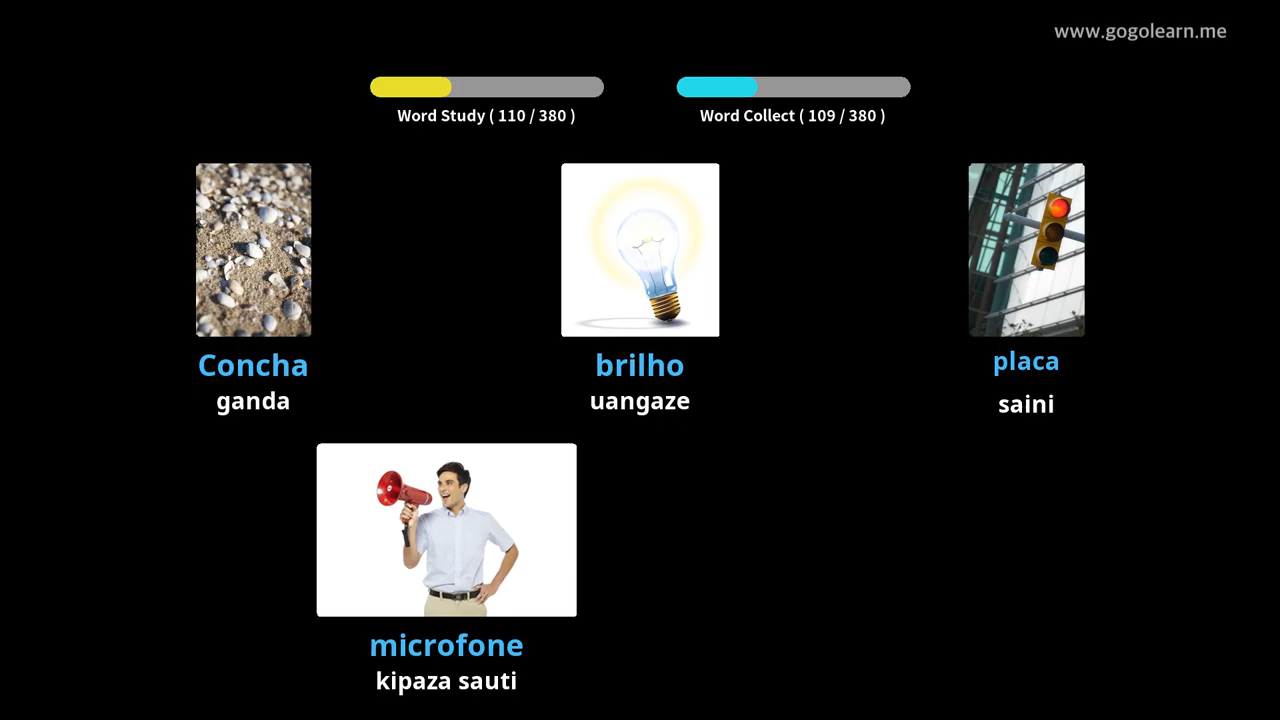 www.gogolearn.me
Word Study ( 110 / 380 )
Word Collect ( 109 / 380 )
Concha
ganda
brilho
uangaze
placa
saini
microfone
kipaza sauti